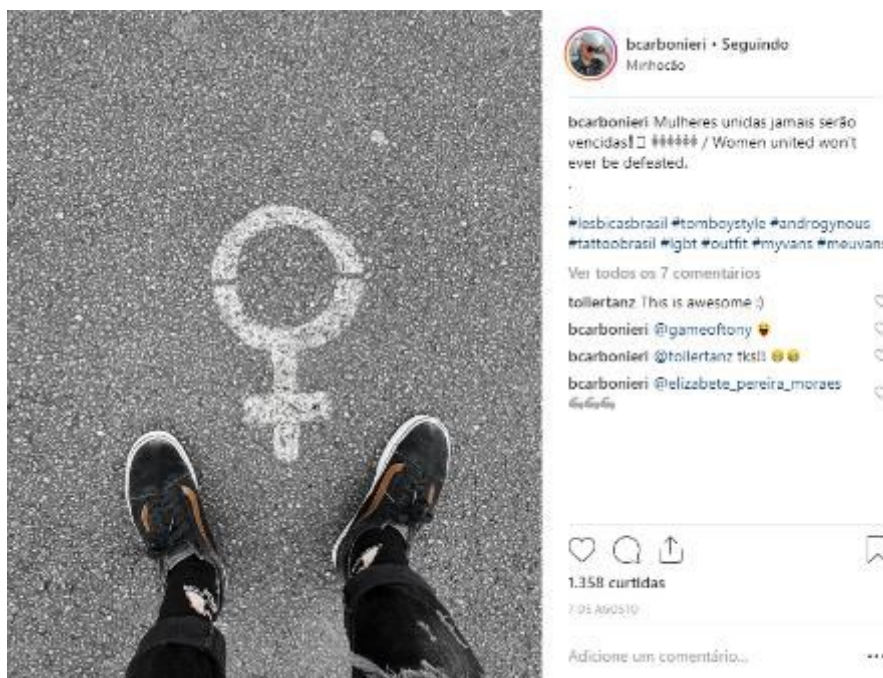 bcarbonieri • Seguindo
Minhocão
bcarbonieri Mulheres unidas jamais serão
vencidas! / Women united won't
ever be defeated.
.
.
#lesbicasbrasil #tomboystyle #androgynous
#tattoobrasil #lgbt #outfit #myvans #meuvans
Ver todos os 7 comentários
tollertanz This is awesome :)
bcarbonieri @gameoftony 
bcarbonieri @tollertanz tks!!
bcarbonieri @elizabete_pereira_moraes
1.358 curtidas
7 DE AGOSTO
Adicione um comentário...